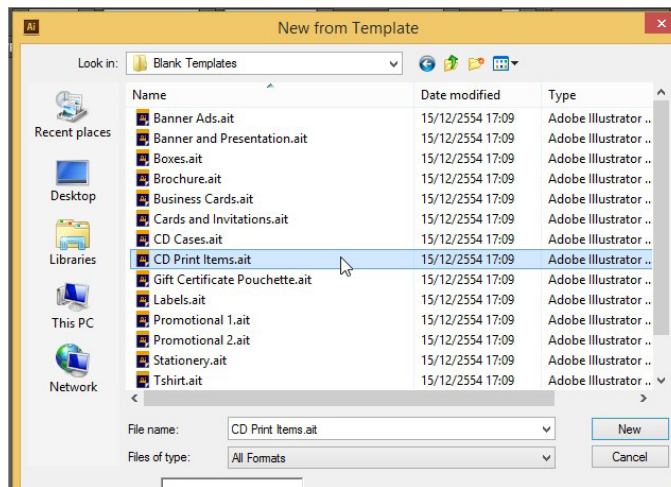 Ai New from Template x
Look in: Blank Templates
Name Date modified Type
Recent places
Desktop
Libraries
This PC
Network
Banner Ads.ait 15/12/2554 17:09 Adobe Illustrator ..
Banner and Presentation.ait 15/12/2554 17:09 Adobe Illustrator ..
Boxes.ait 15/12/2554 17:09 Adobe Illustrator ..
Brochure.ait 15/12/2554 17:09 Adobe Illustrator ..
Business Cards.ait 15/12/2554 17:09 Adobe Illustrator ..
Cards and Invitations.ait 15/12/2554 17:09 Adobe Illustrator ..
CD Cases.ait 15/12/2554 17:09 Adobe Illustrator ..
CD Print Items.ait 15/12/2554 17:09 Adobe Illustrator ..
Gift Certificate Pouchette.ait 15/12/2554 17:09 Adobe Illustrator ..
Labels.ait 15/12/2554 17:09 Adobe Illustrator ..
Promotional 1.ait 15/12/2554 17:09 Adobe Illustrator ..
Promotional 2.ait 15/12/2554 17:09 Adobe Illustrator ..
Stationery.ait 15/12/2554 17:09 Adobe Illustrator ..
Tshirt.ait 15/12/2554 17:09 Adobe Illustrator ..
File name: CD Print Items.ait New
Files of type: All Formats Cancel